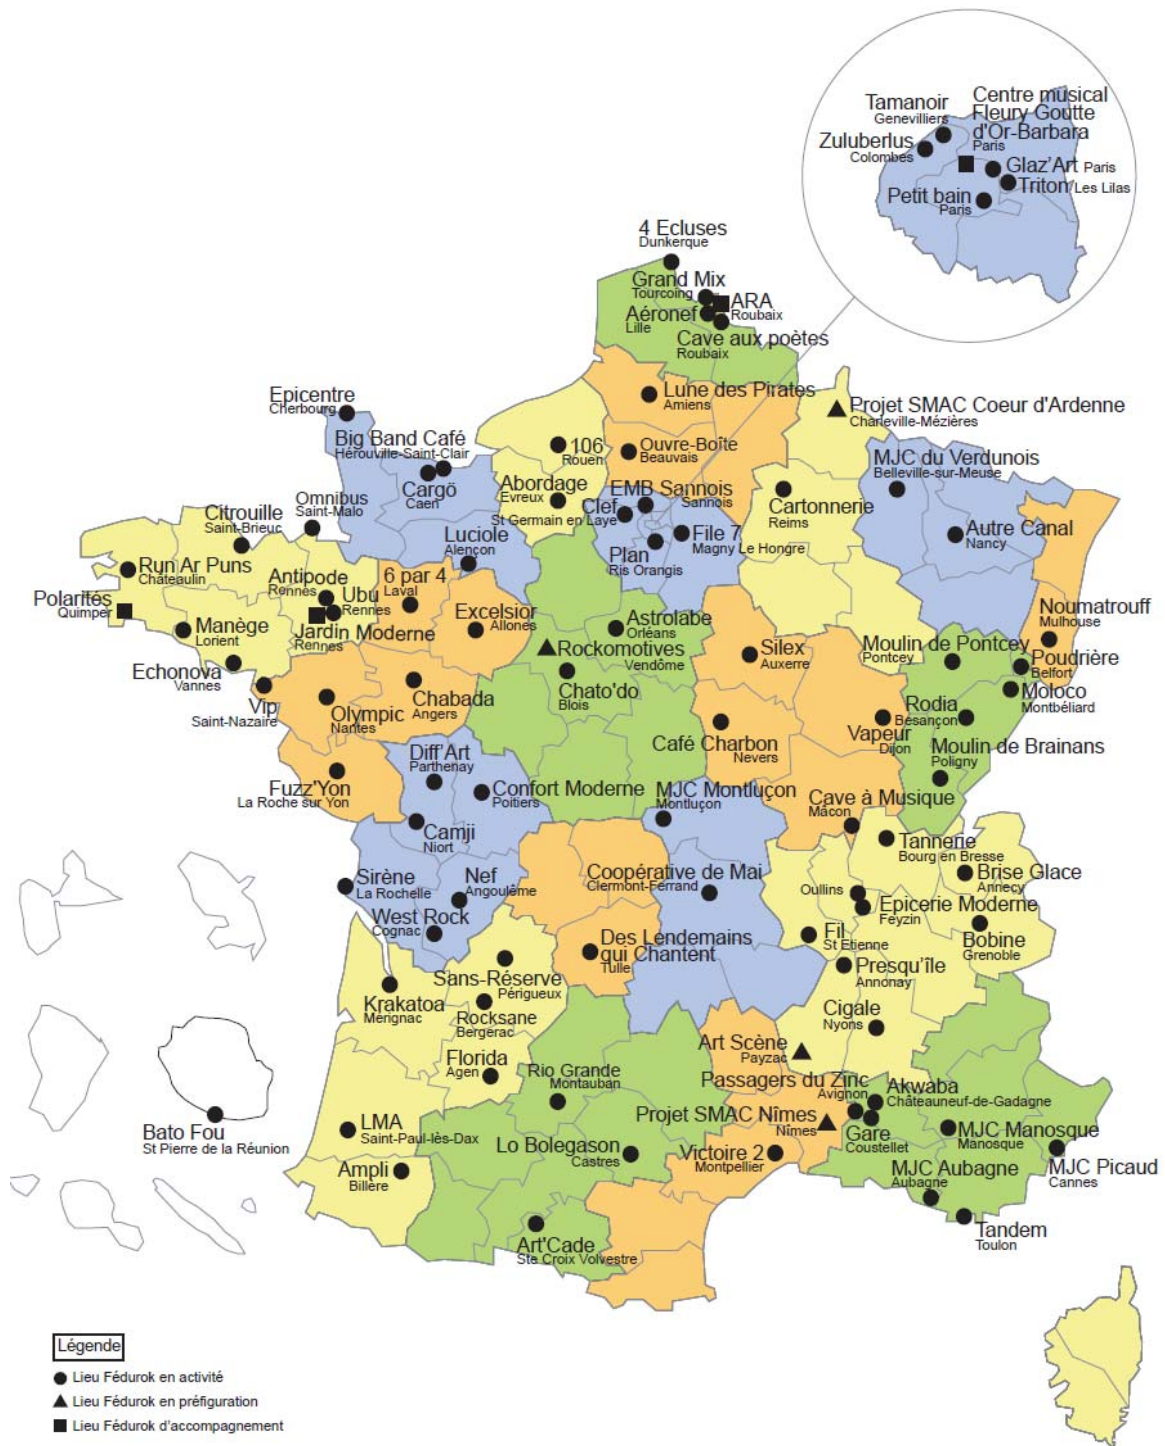 Tamanoir
Genevilliers
Centre musical
Fleury Goutte
d'Or-Barbara
Paris
Zuluberlus
Colombes
Glaz'Art Paris
Triton Les Lilas
Petit bain
Paris
4 Ecluses
Dunkerque
Grand Mix
Tourcoing
ARA
Roubaix
Aéronef
Lille
Cave aux poètes
Roubaix
Lune des Pirates
Amiens
Epicentre
Cherbourg
Projet SMAC Coeur d'Ardenne
Charleville-Mézières
Big Band Café
Hérouville-Saint-Clair
106
Rouen
Ouvre-Boîte
Beauvais
MJC du Verdunois
Belleville-sur-Meuse
Cargö
Caen
Abordage
Evreux
EMB Sannois
Sannois
Cartonnerie
Reims
Omnibus
Saint-Malo
Clef
St Germain en Laye
Citrouille
Saint-Brieuc
File 7
Magny Le Hongre
Autre Canal
Nancy
Luciole
Alençon
Plan
Ris Orangis
Run Ar Puns
Châteaulin
Antipode
Rennes
6 par 4
Laval
Polarités
Quimper
Ubu
Rennes
Excelsior
Allones
Noumatrouff
Mulhouse
Manège
Lorient
Jardin Moderne
Rennes
Astrolabe
Orléans
Silex
Auxerre
Moulin de Pontcey
Pontcey
Rockomotives
Vendôme
Poudrière
Belfort
Echonova
Vannes
Chato'do
Blois
Moloco
Montbéliard
Chabada
Angers
Rodia
Besançon
Vip
Saint-Nazaire
Olympic
Nantes
Café Charbon
Nevers
Vapeur
Dijon
Moulin de Brainans
Poligny
Diff'Art
Parthenay
Fuzz'Yon
La Roche sur Yon
Confort Moderne
Poitiers
MJC Montluçon
Montluçon
Cave à Musique
Mâcon
Camji
Niort
Tannerie
Bourg en Bresse
Sirène
La Rochelle
Nef
Angoulême
Coopérative de Mai
Clermont-Ferrand
Brise Glace
Annecy
Oullins
Epicerie Moderne
Feyzin
West Rock
Cognac
Fil
St Etienne
Bobine
Grenoble
Des Lendemains
qui Chantent
Tulle
Sans-Réserve
Périgueux
Presqu'île
Annonay
Krakatoa
Mérignac
Rocksane
Bergerac
Cigale
Nyons
Art Scène
Payzac
Florida
Agen
Rio Grande
Montauban
Passagers du Zinc
Avignon
Akwaba
Châteauneuf-de-Gadagne
Projet SMAC Nîmes
Nîmes
Bato Fou
St Pierre de la Réunion
LMA
Saint-Paul-lès-Dax
Gare
Coustellet
MJC Manosque
Manosque
Lo Bolegason
Castres
Victoire 2
Montpellier
Ampli
Billère
MJC Aubagne
Aubagne
MJC Picaud
Cannes
Tandem
Toulon
Art'Cade
Ste Croix Volvestre
Légende
Lieu Fédurok en activité
Lieu Fédurok en préfiguration
Lieu Fédurok d'accompagnement